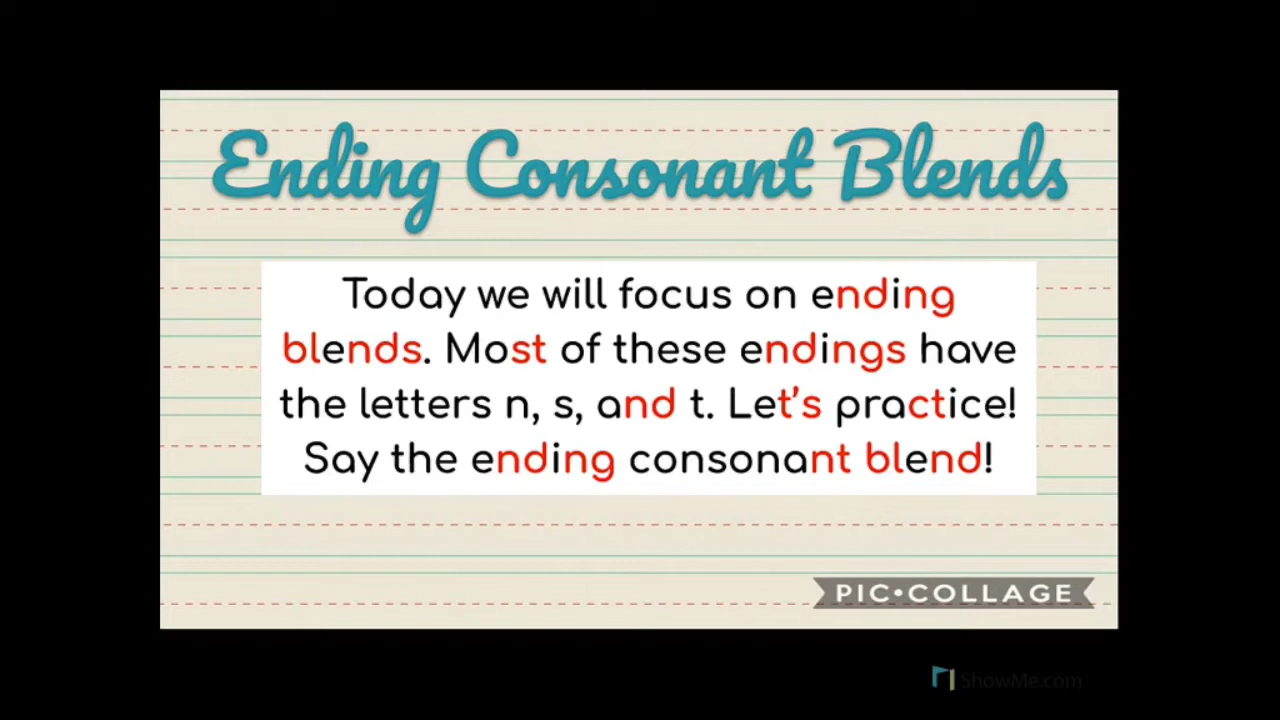 Ending Consonant Blends
Today we will focus on ending
blends. Most of these endings have
the letters n, s, and t. Let's practice!
Say the ending consonant blend!
PIC•COLLAGE
ShowMe.com